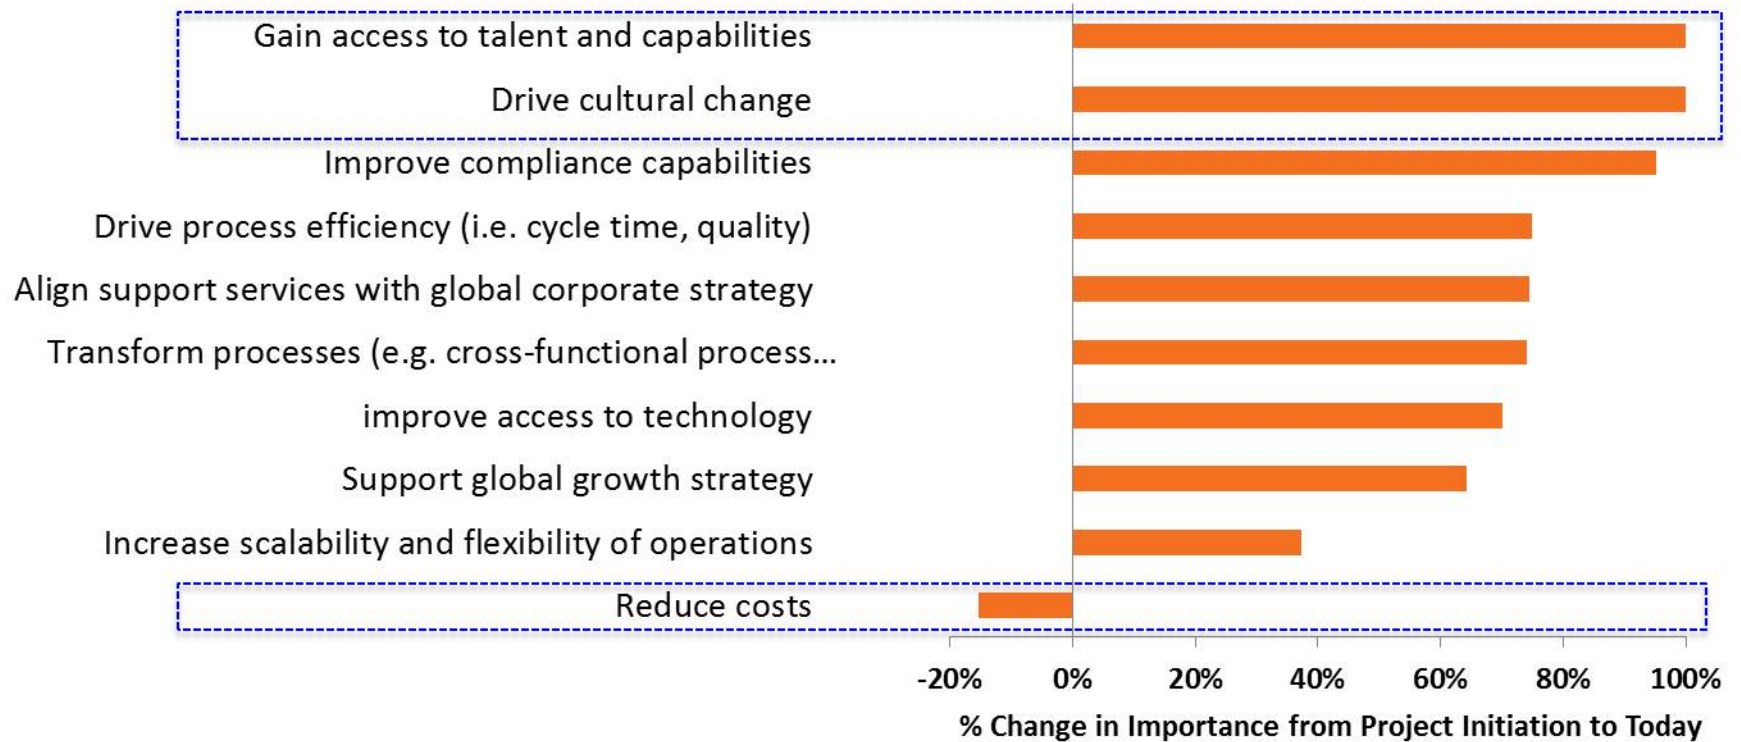 Gain access to talent and capabilities
Drive cultural change
Improve compliance capabilities
Drive process efficiency (i.e. cycle time, quality)
Align support services with global corporate strategy
Transform processes (e.g. cross-functional process...
improve access to technology
Support global growth strategy
Increase scalability and flexibility of operations
Reduce costs
-20% 0% 20% 40% 60% 80% 100%
% Change in Importance from Project Initiation to Today